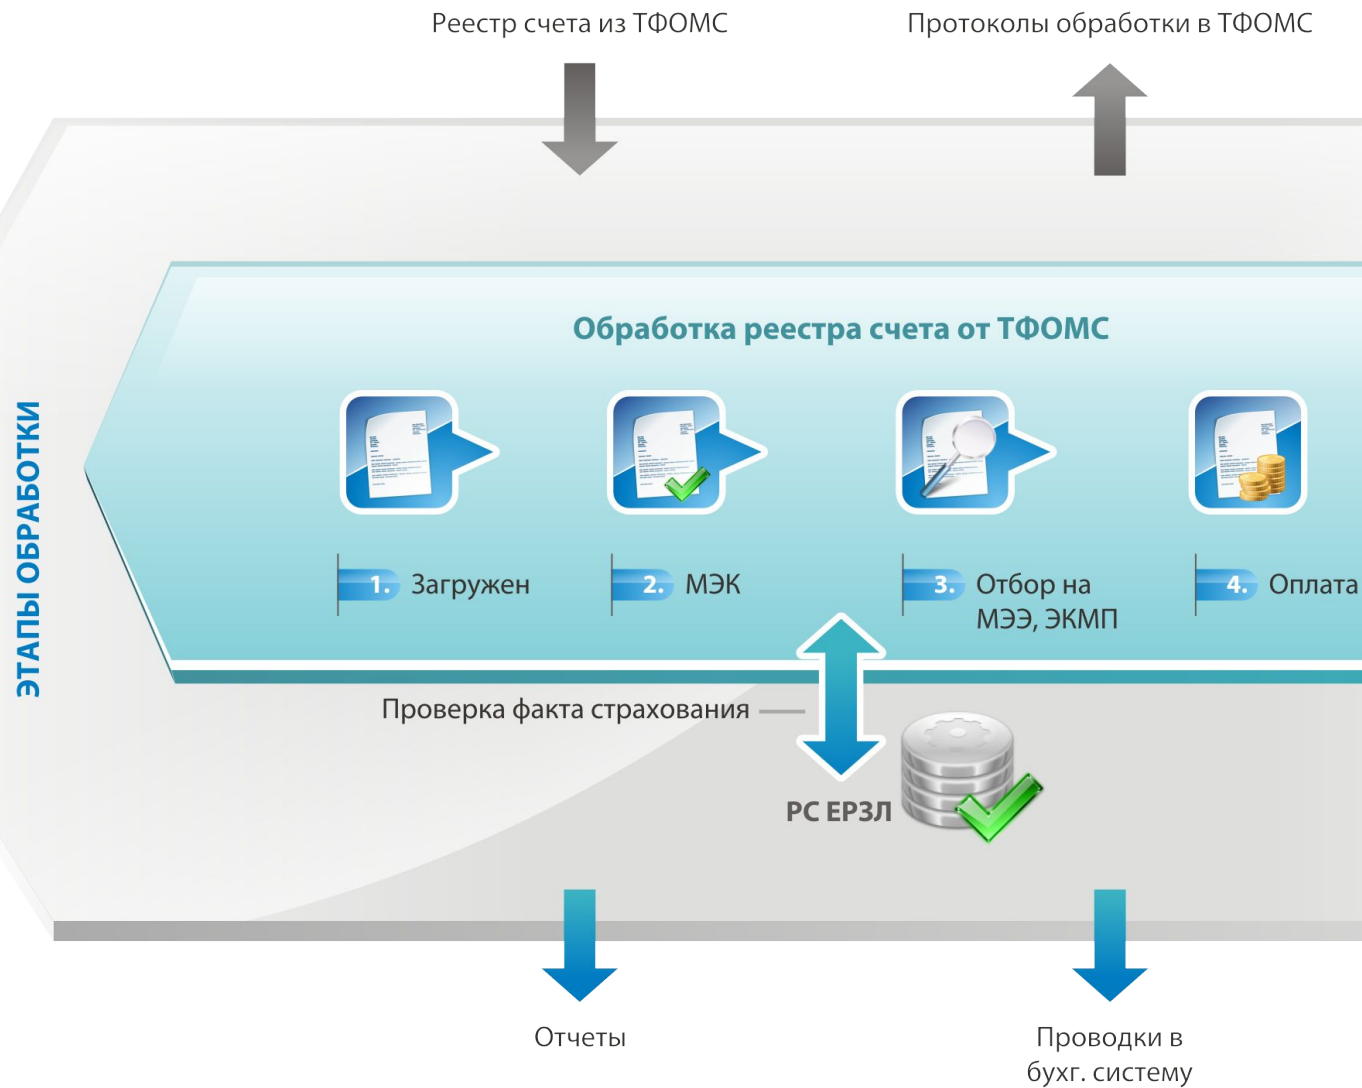 Реестр счета из ТФОМС
Протоколы обработки в ТФОМС
Обработка реестра счета от ТФОМС
ЭТАПЫ ОБРАБОТКИ
1. Загружен
2. МЭК
3. Отбор на
МЭЭ, ЭКМП
4. Оплата
Проверка факта страхования
РС ЕРЗЛ
Отчеты
Проводки в
бухг. систему